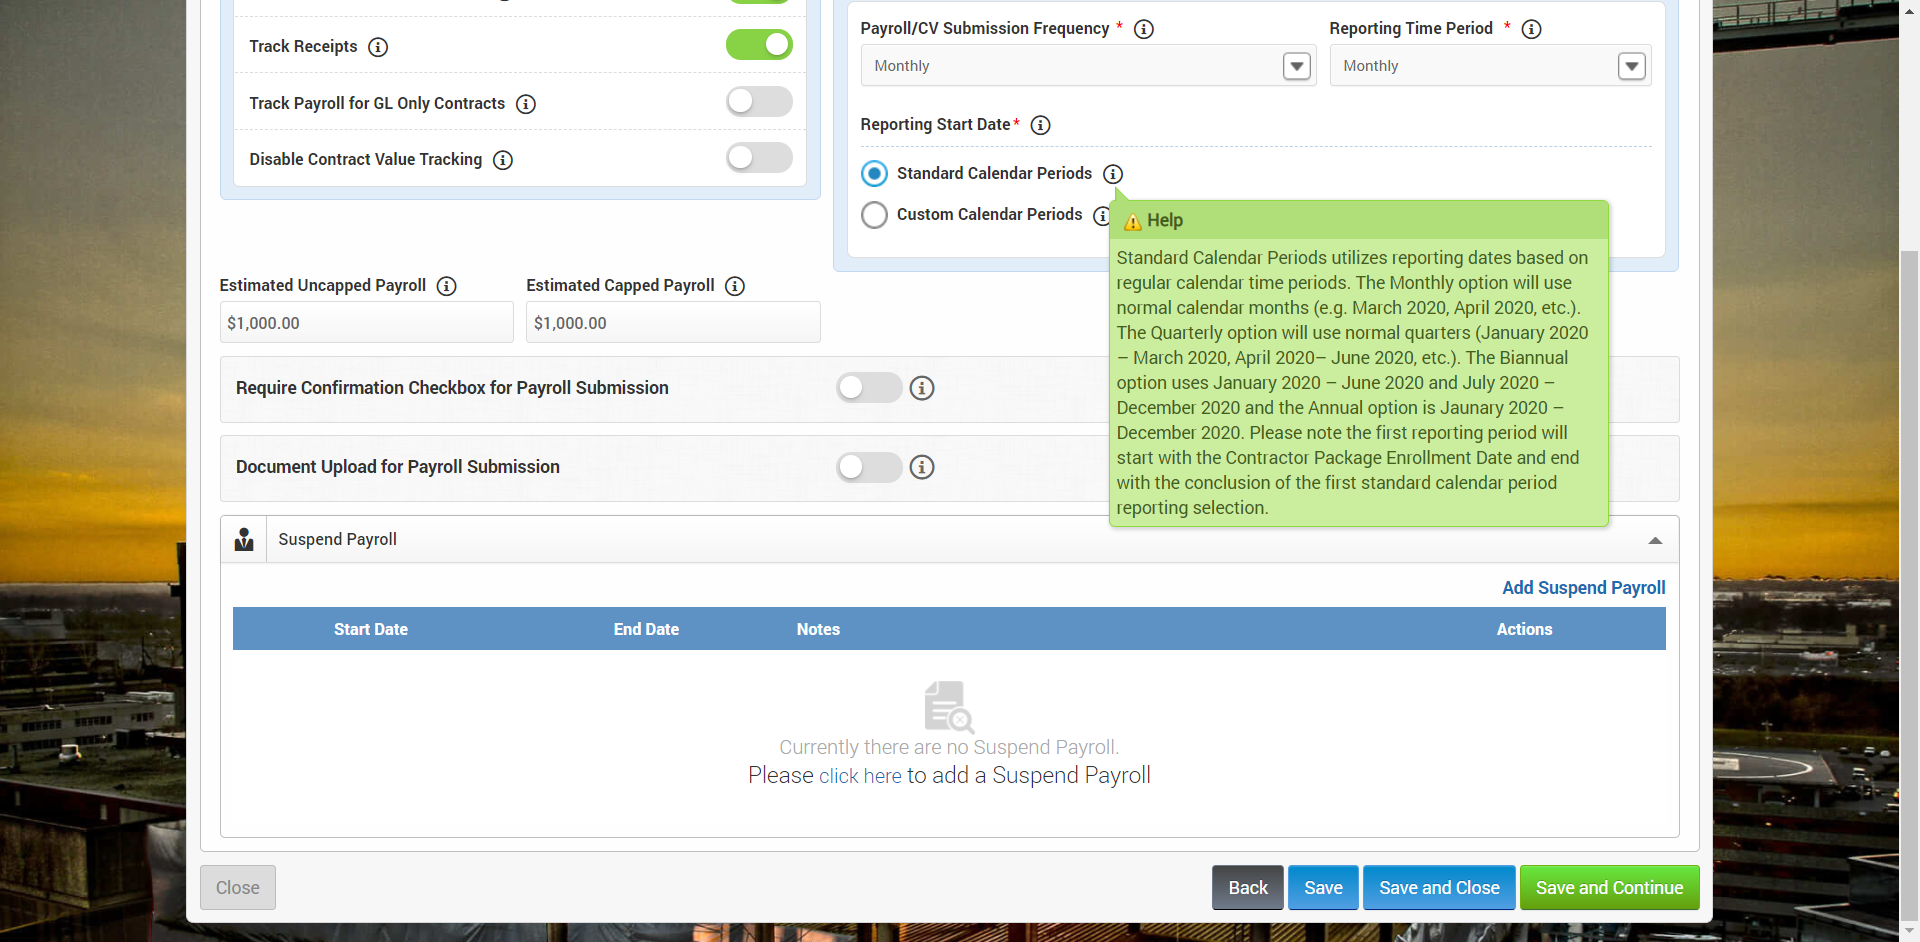 Track Receipts
Track Payroll for GL Only Contracts
Disable Contract Value Tracking
Payroll/CV Submission Frequency *
Reporting Time Period *
Monthly
Monthly
Reporting Start Date*
Standard Calendar Periods
Custom Calendar Periods
Help
Standard Calendar Periods utilizes reporting dates based on
regular calendar time periods. The Monthly option will use
normal calendar months (e.g. March 2020, April 2020, etc.).
The Quarterly option will use normal quarters (January 2020
– March 2020, April 2020– June 2020, etc.). The Biannual
option uses January 2020 – June 2020 and July 2020 –
December 2020 and the Annual option is Jaunary 2020 –
December 2020. Please note the first reporting period will
start with the Contractor Package Enrollment Date and end
with the conclusion of the first standard calendar period
reporting selection.
Estimated Uncapped Payroll
Estimated Capped Payroll
$1,000.00
$1,000.00
Require Confirmation Checkbox for Payroll Submission
Document Upload for Payroll Submission
Suspend Payroll
Add Suspend Payroll
Start Date End Date Notes Actions
Currently there are no Suspend Payroll.
Please click here to add a Suspend Payroll
Close
Back
Save
Save and Close
Save and Continue